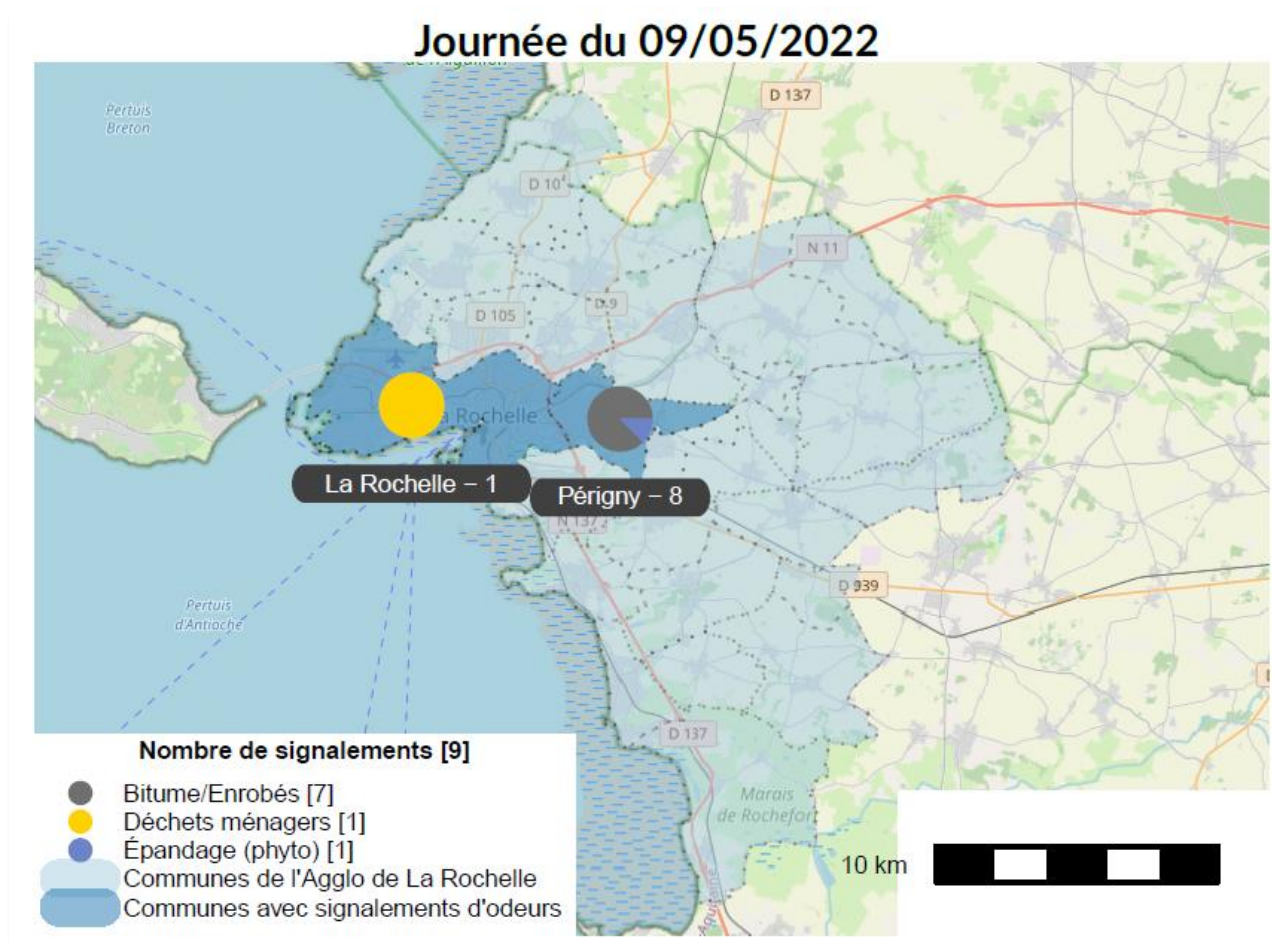 Journée du 09/05/2022
Pertuis
Breton
D 137
D 10
N 11
D 9
D 105
La Rochelle
La Rochelle – 1
Périgny – 8
N 137
D 939
Pertuis
d'Antioche
D 137
Marais
de Rochefort
Nombre de signalements [9]
Bitume/Enrobés [7]
Déchets ménagers [1]
Épandage (phyto) [1]
Communes de l'Agglo de La Rochelle
Communes avec signalements d'odeurs
10 km